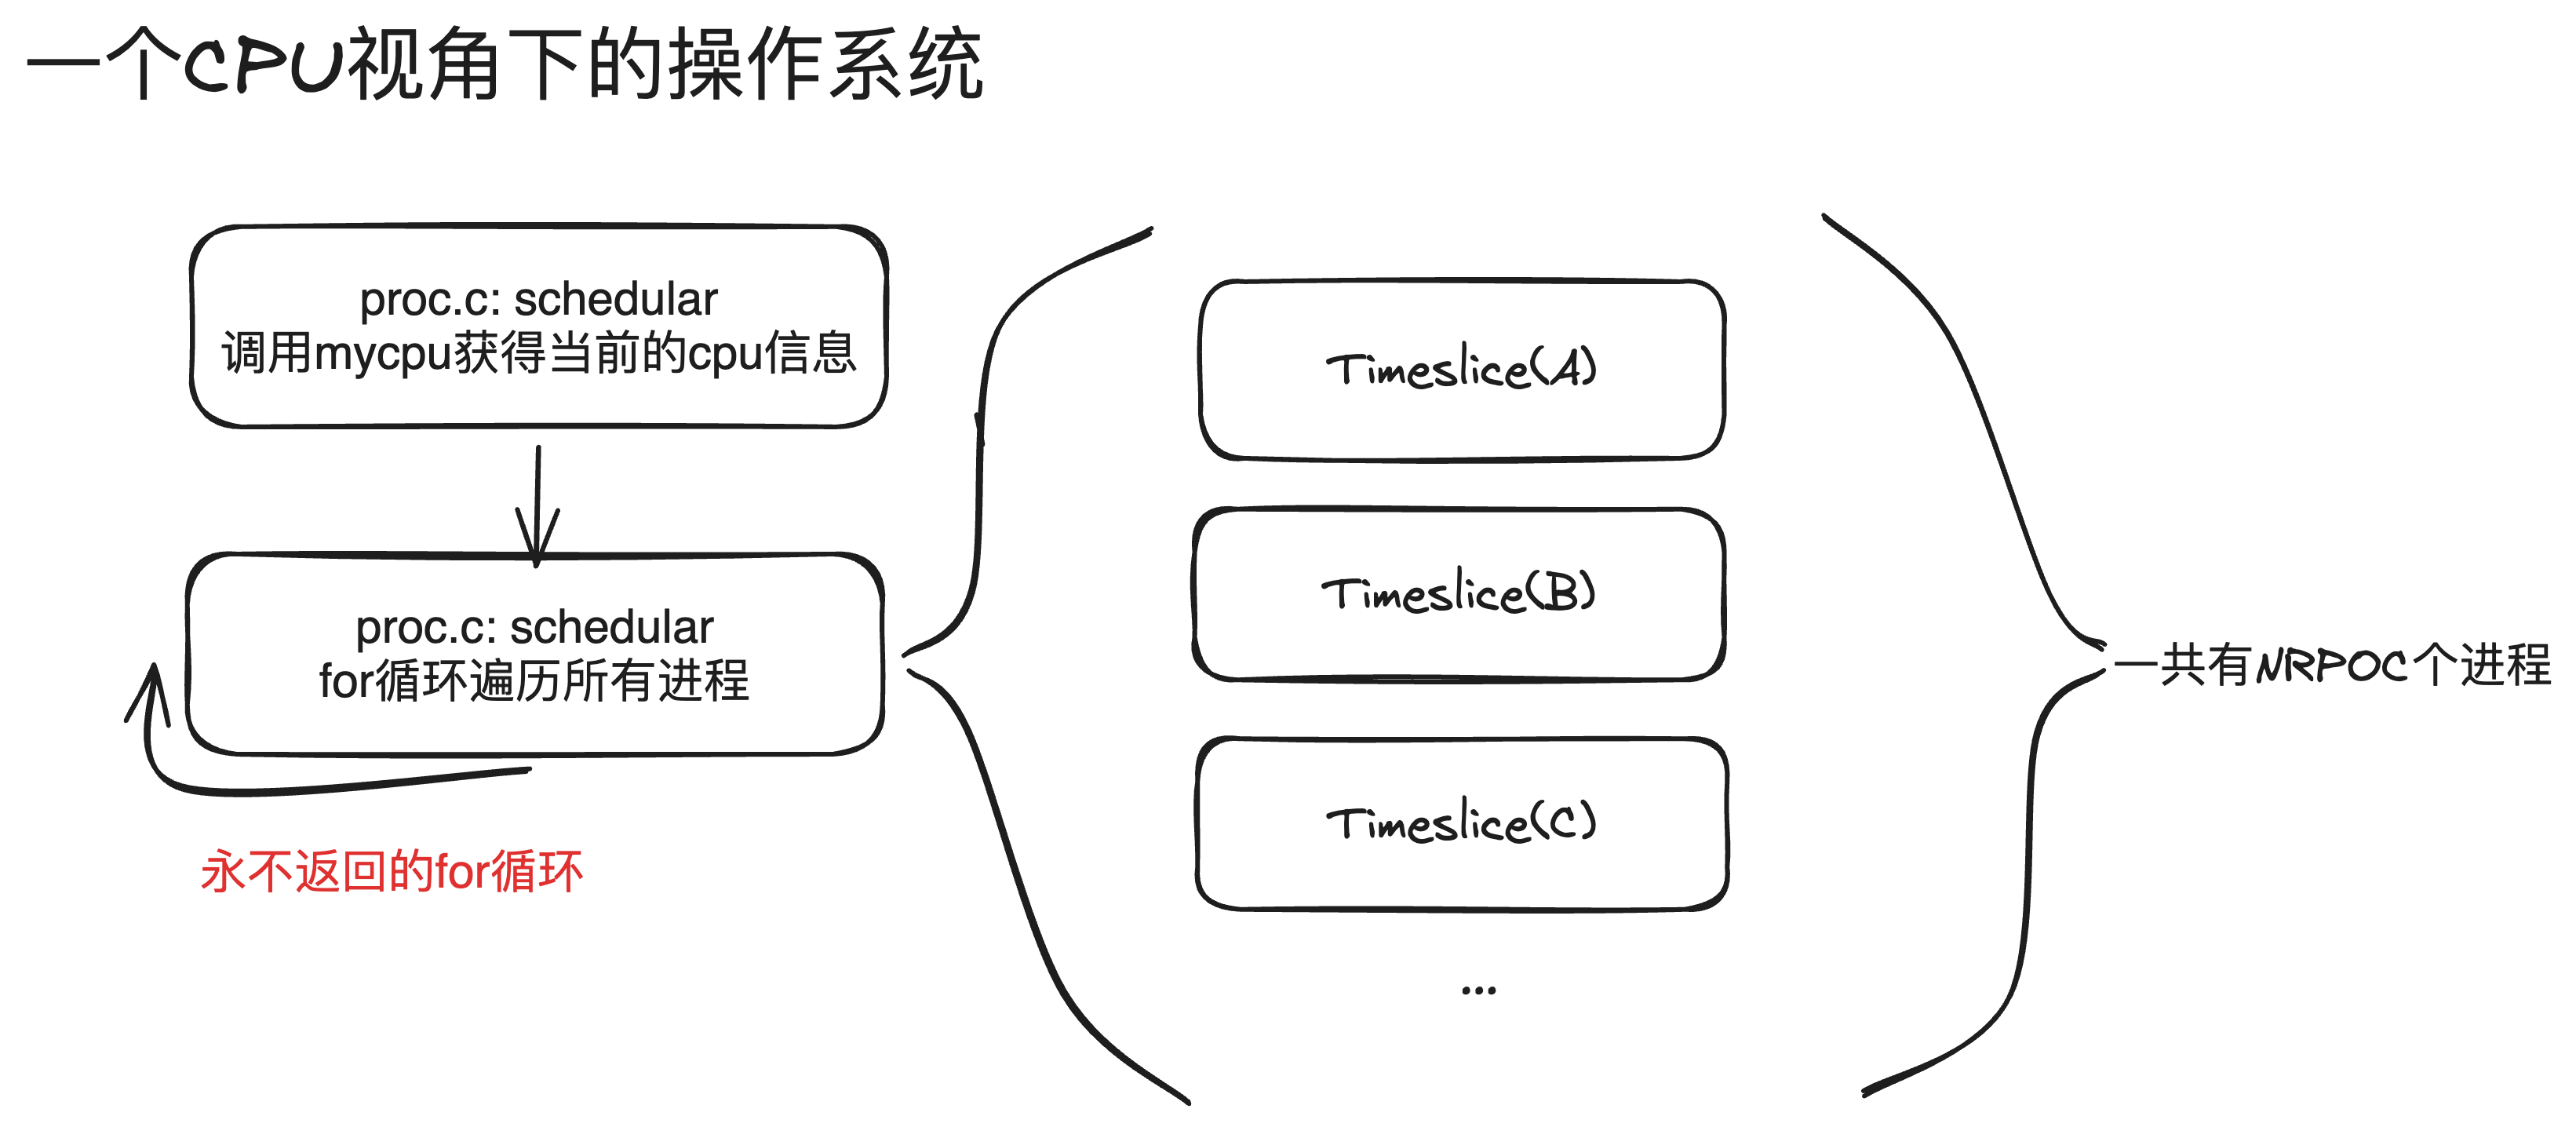 一个CPU视角下的操作系统
proc.c: schedular
调用mycpu获得当前的cpu信息
proc.c: schedular
for循环遍历所有进程
永不返回的for循环
Timeslice(A)
Timeslice(B)
Timeslice(C)
...
一共有NRPOC个进程